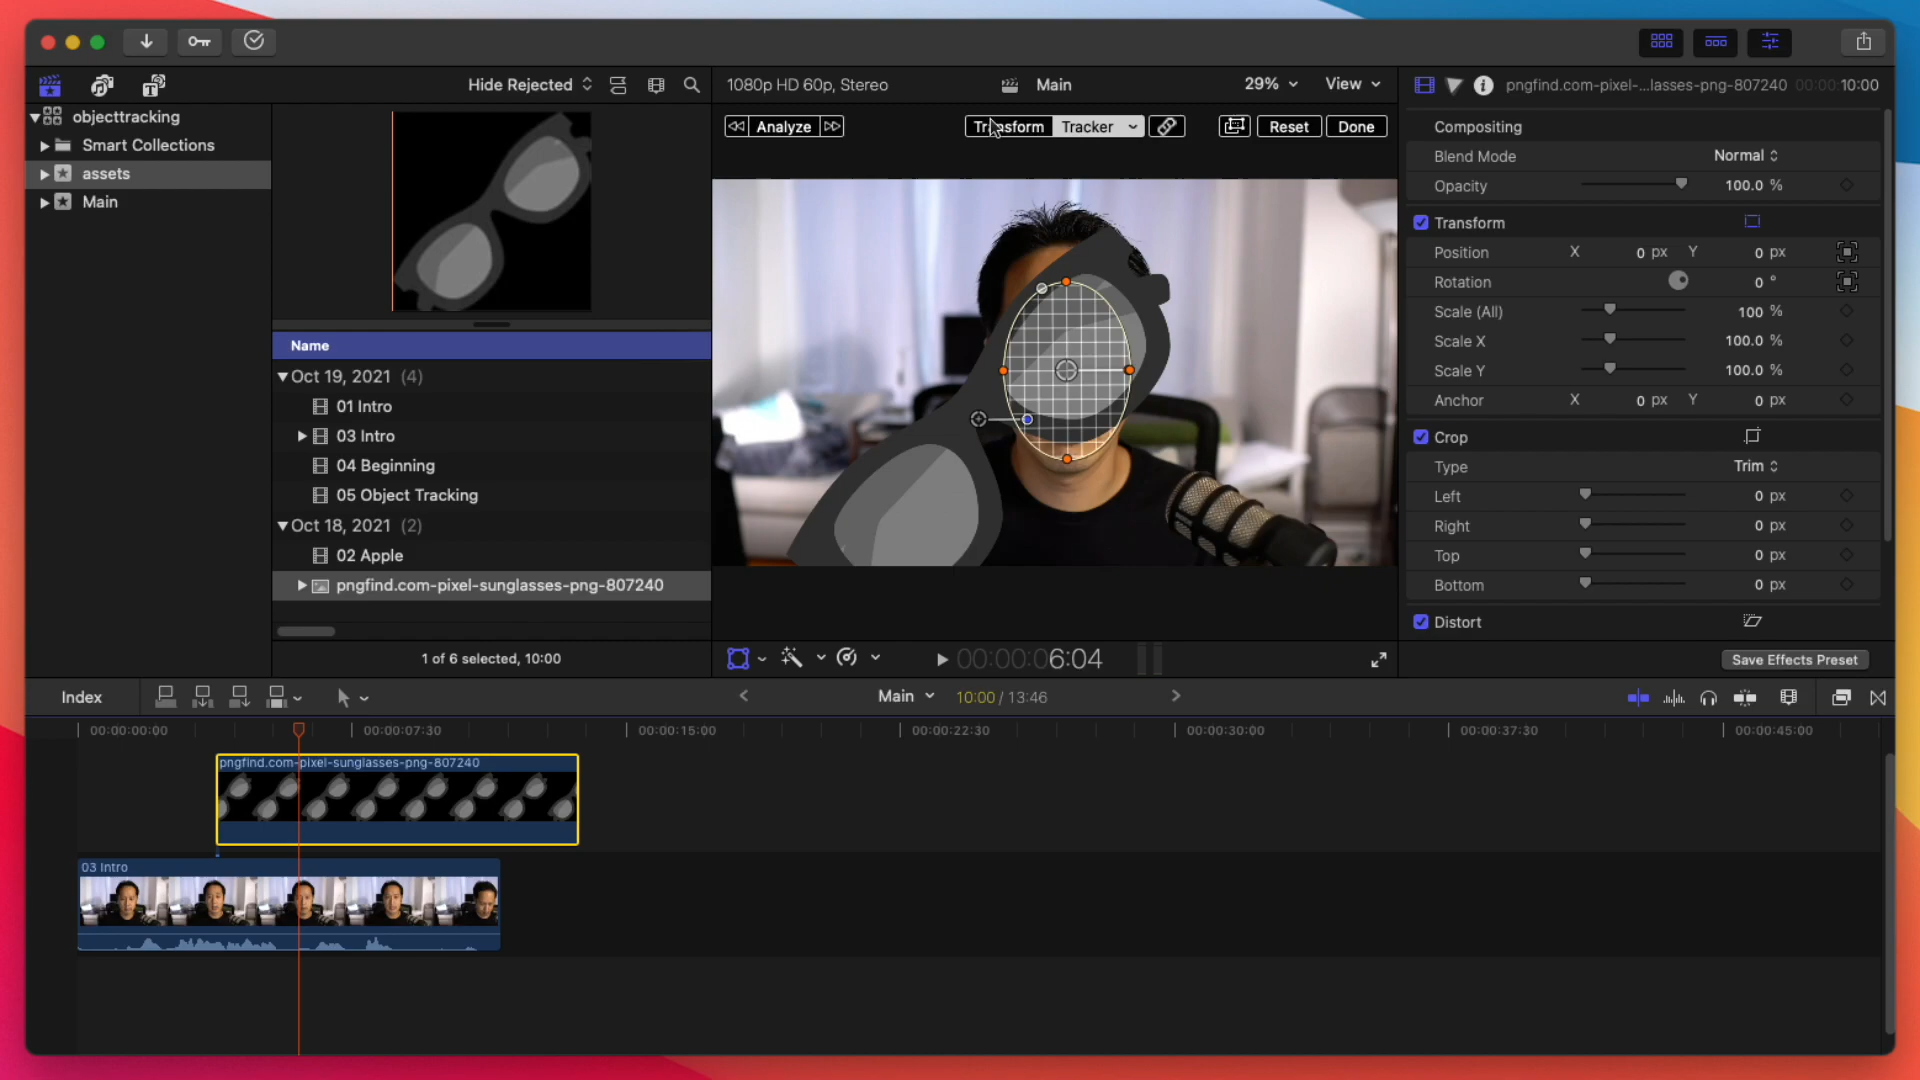 Hide Rejected
1080p HD 60p, Stereo
Main
29%
View
pngfind.com-pixel-...lasses-png-807240
00:00:10:00
objecttracking
Smart Collections
assets
Main
Analyze
Transform
Tracker
Reset
Done
Name
Oct 19, 2021 (4)
01 Intro
03 Intro
04 Beginning
05 Object Tracking
Oct 18, 2021 (2)
02 Apple
pngfind.com-pixel-sunglasses-png-807240
1 of 6 selected, 10:00
00:00:06:04
Compositing
Blend Mode Normal
Opacity 100.0 %
Transform
Position X 0 px Y 0 px
Rotation 0 °
Scale (All) 100 %
Scale X 100.0 %
Scale Y 100.0 %
Anchor X 0 px Y 0 px
Crop
Type Trim
Left 0 px
Right 0 px
Top 0 px
Bottom 0 px
Distort
Save Effects Preset
Index
Main
10:00 / 13:46
00:00:00:00
00:00:07:30
00:00:15:00
00:00:22:30
00:00:30:00
00:00:37:30
00:00:45:00
pngfind.com-pixel-sunglasses-png-807240
03 Intro